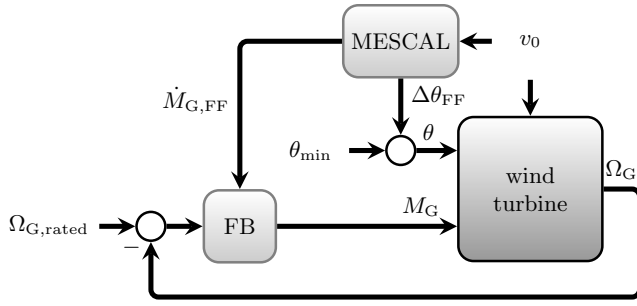 MESCAL
v₀
Ṁ_G,FF
Δθ_FF
θ_min
θ
Ω_G
wind
turbine
M_G
Ω_G,rated
FB
−